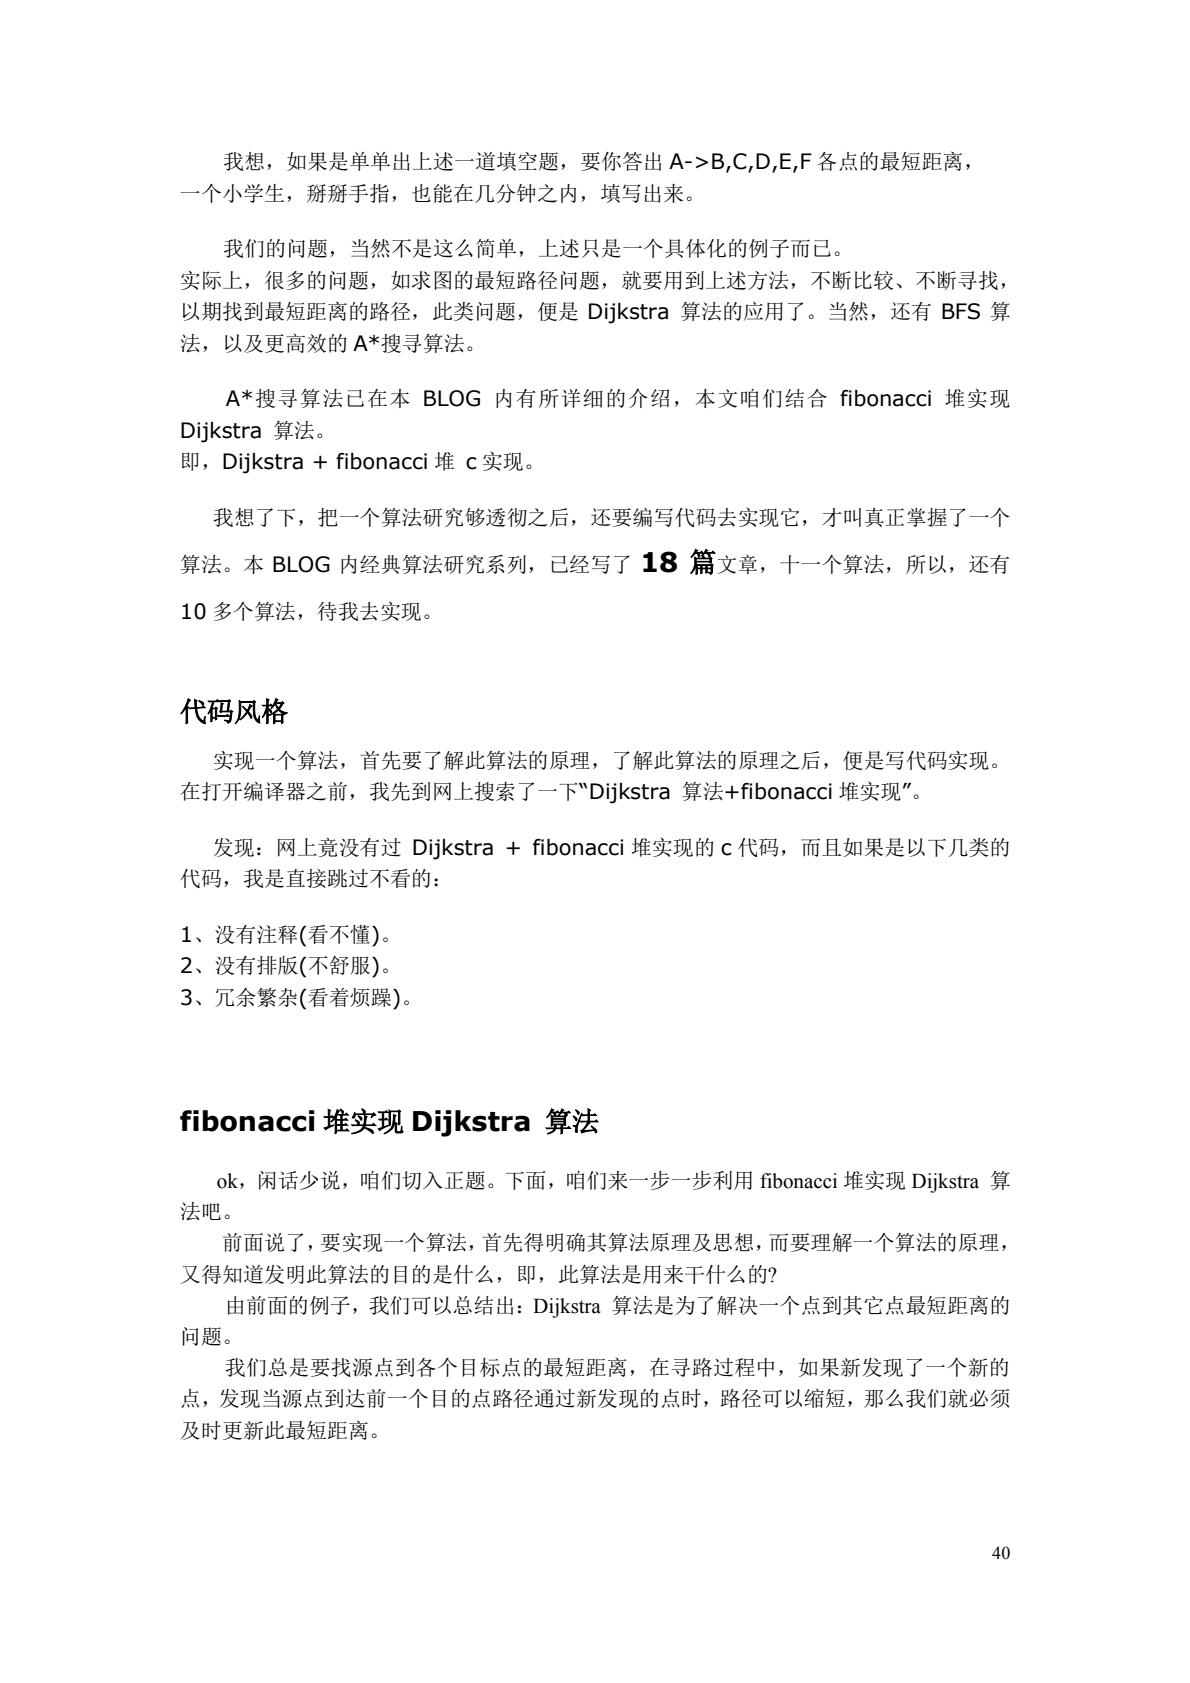 我想，如果是单单出上述一道填空题，要你答出 A->B,C,D,E,F 各点的最短距离，
一个小学生，掰掰手指，也能在几分钟之内，填写出来。
我们的问题，当然不是这么简单，上述只是一个具体化的例子而已。
实际上，很多的问题，如求图的最短路径问题，就要用到上述方法，不断比较、不断寻找，
以期找到最短距离的路径，此类问题，便是 Dijkstra 算法的应用了。当然，还有 BFS 算
法，以及更高效的 A*搜寻算法。
A*搜寻算法已在本 BLOG 内有所详细的介绍，本文咱们结合 fibonacci 堆实现
Dijkstra 算法。
即，Dijkstra + fibonacci 堆 c 实现。
我想了下，把一个算法研究够透彻之后，还要编写代码去实现它，才叫真正掌握了一个
算法。本 BLOG 内经典算法研究系列，已经写了 18 篇文章，十一个算法，所以，还有
10 多个算法，待我去实现。
代码风格
实现一个算法，首先要了解此算法的原理，了解此算法的原理之后，便是写代码实现。
在打开编译器之前，我先到网上搜索了一下“Dijkstra 算法+fibonacci 堆实现”。
发现：网上竟没有过 Dijkstra + fibonacci 堆实现的 c 代码，而且如果是以下几类的
代码，我是直接跳过不看的：
1、没有注释(看不懂)。
2、没有排版(不舒服)。
3、冗余繁杂(看着烦躁)。
fibonacci 堆实现 Dijkstra 算法
ok，闲话少说，咱们切入正题。下面，咱们来一步一步利用 fibonacci 堆实现 Dijkstra 算
法吧。
前面说了，要实现一个算法，首先得明确其算法原理及思想，而要理解一个算法的原理，
又得知道发明此算法的目的是什么，即，此算法是用来干什么的?
由前面的例子，我们可以总结出：Dijkstra 算法是为了解决一个点到其它点最短距离的
问题。
我们总是要找源点到各个目标点的最短距离，在寻路过程中，如果新发现了一个新的
点，发现当源点到达前一个目的点路径通过新发现的点时，路径可以缩短，那么我们就必须
及时更新此最短距离。
40